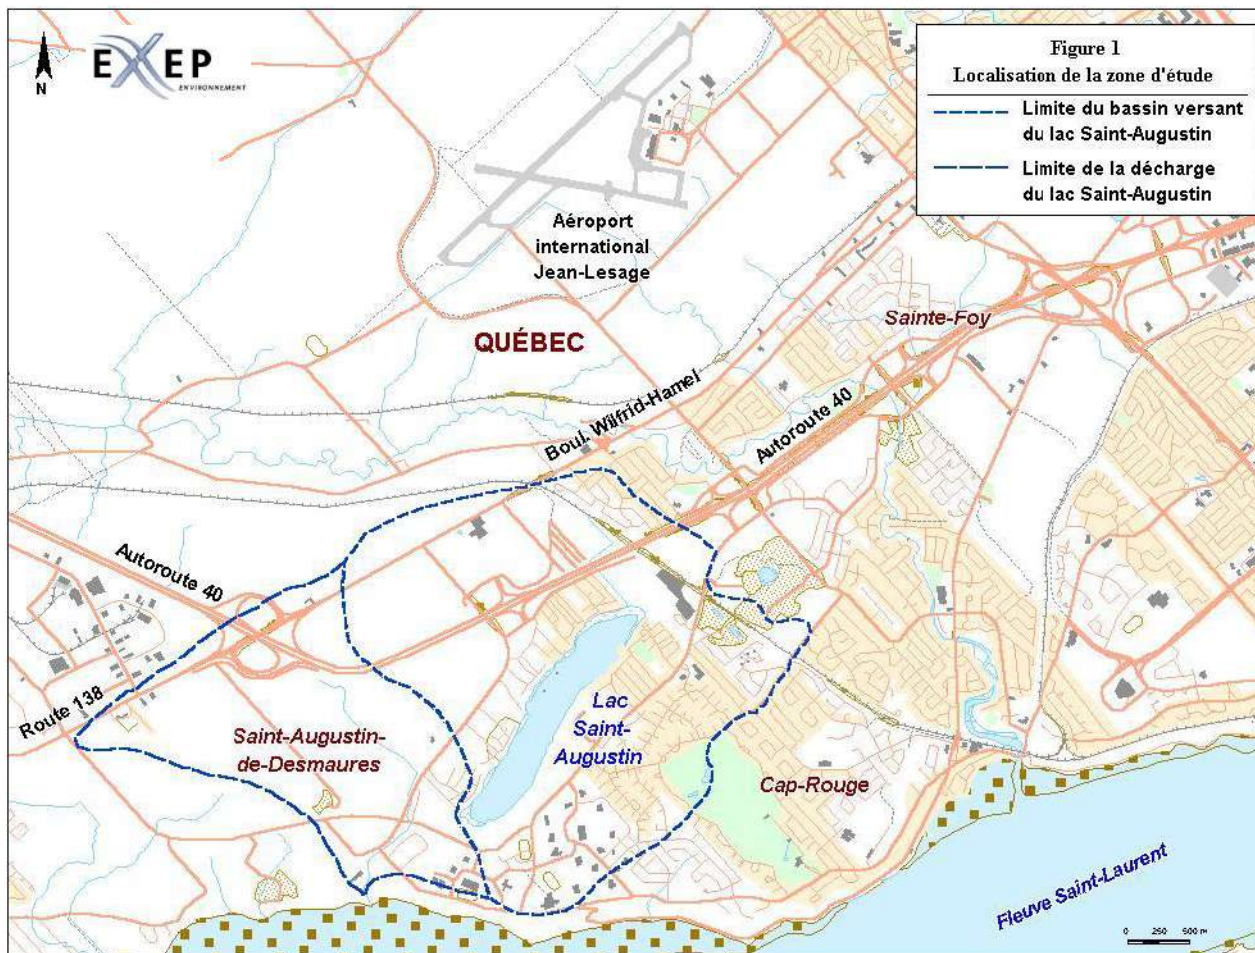 N
EXEP
ENVIRONNEMENT
Figure 1
Localisation de la zone d'étude
Limite du bassin versant
du lac Saint-Augustin
Limite de la décharge
du lac Saint-Augustin
Aéroport
international
Jean-Lesage
Sainte-Foy
QUÉBEC
Boul. Wilfrid-Hamel
Autoroute 40
Autoroute 40
Route 138
Saint-Augustin-
de-Desmaures
Lac
Saint-
Augustin
Cap-Rouge
Fleuve Saint-Laurent
0 250 500 m